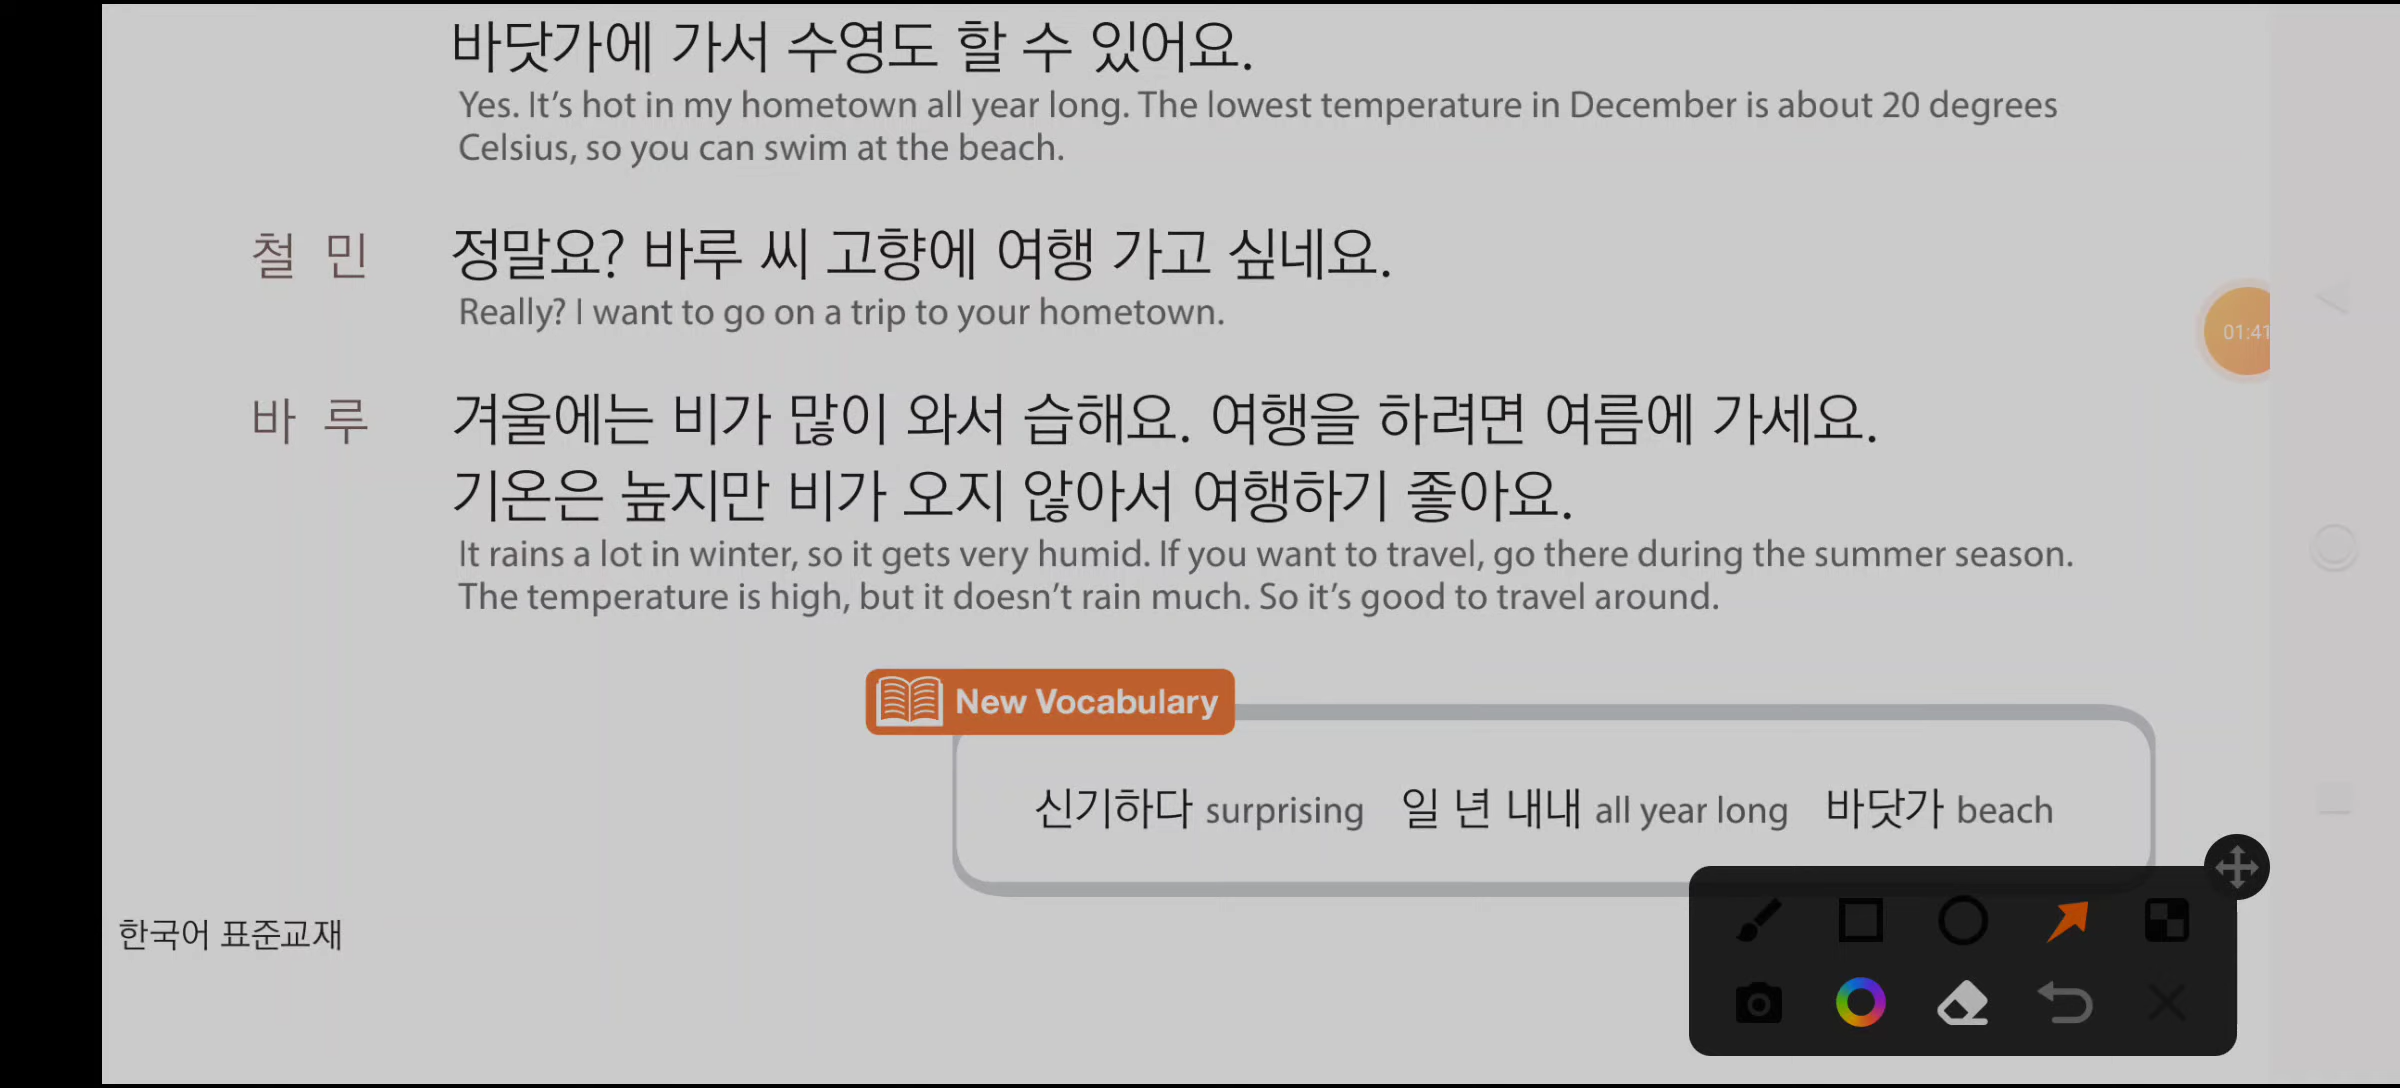 바닷가에 가서 수영도 할 수 있어요.
Yes. It's hot in my hometown all year long. The lowest temperature in December is about 20 degrees
Celsius, so you can swim at the beach.
철 민 정말요? 바루 씨 고향에 여행 가고 싶네요.
Really? I want to go on a trip to your hometown.
바 루 겨울에는 비가 많이 와서 습해요. 여행을 하려면 여름에 가세요.
기온은 높지만 비가 오지 않아서 여행하기 좋아요.
It rains a lot in winter, so it gets very humid. If you want to travel, go there during the summer season.
The temperature is high, but it doesn't rain much. So it's good to travel around.
01:41
New Vocabulary
신기하다 surprising 일 년 내내 all year long 바닷가 beach
한국어 표준교재